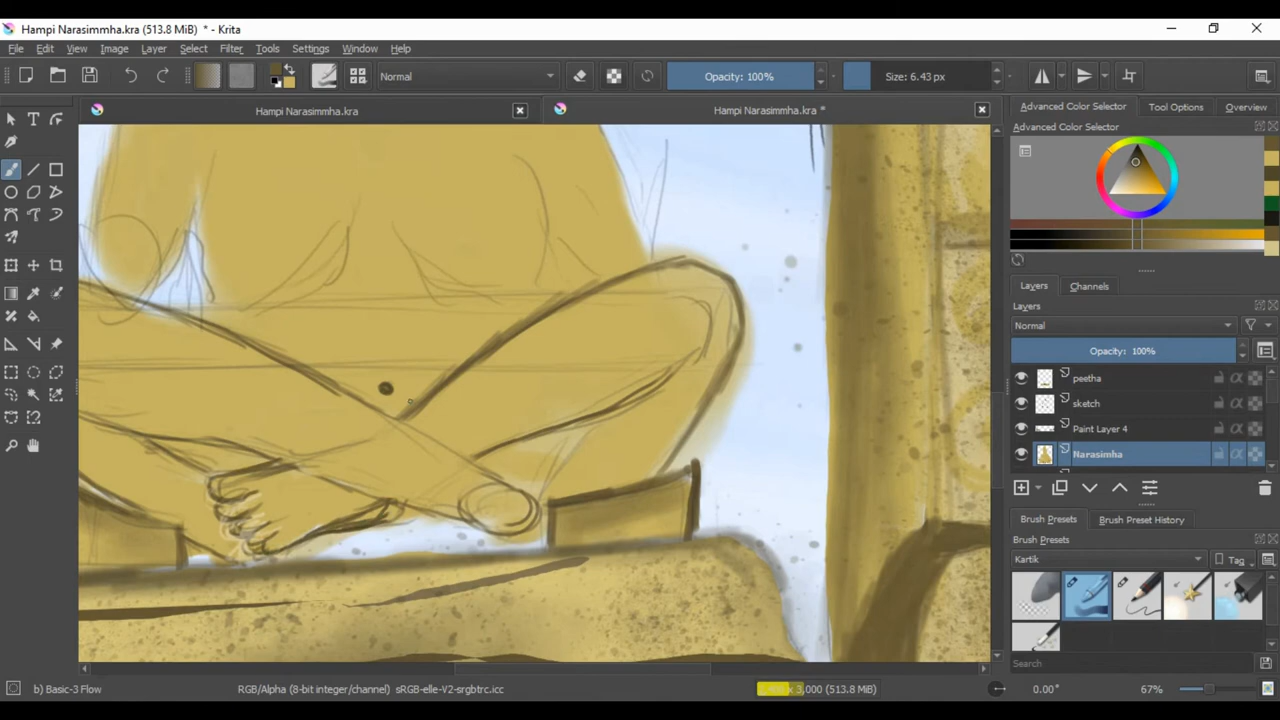 Hampi Narasimmha.kra (513.8 MiB) * - Krita
File Edit View Image Layer Select Filter Tools Settings Window Help
Normal Opacity: 100% Size: 6.43 px
Hampi Narasimmha.kra Hampi Narasimmha.kra * Advanced Color Selector Tool Options Overview
Advanced Color Selector
Layers Channels
Layers
Normal
Opacity: 100%
peetha
sketch
Paint Layer 4
Narasimha
Brush Presets Brush Preset History
Brush Presets
Kartik Tag
Search
b) Basic-3 Flow RGB/Alpha (8-bit integer/channel) sRGB-elle-V2-srgbtrc.icc x 3,000 (513.8 MiB) 0.00° 67%